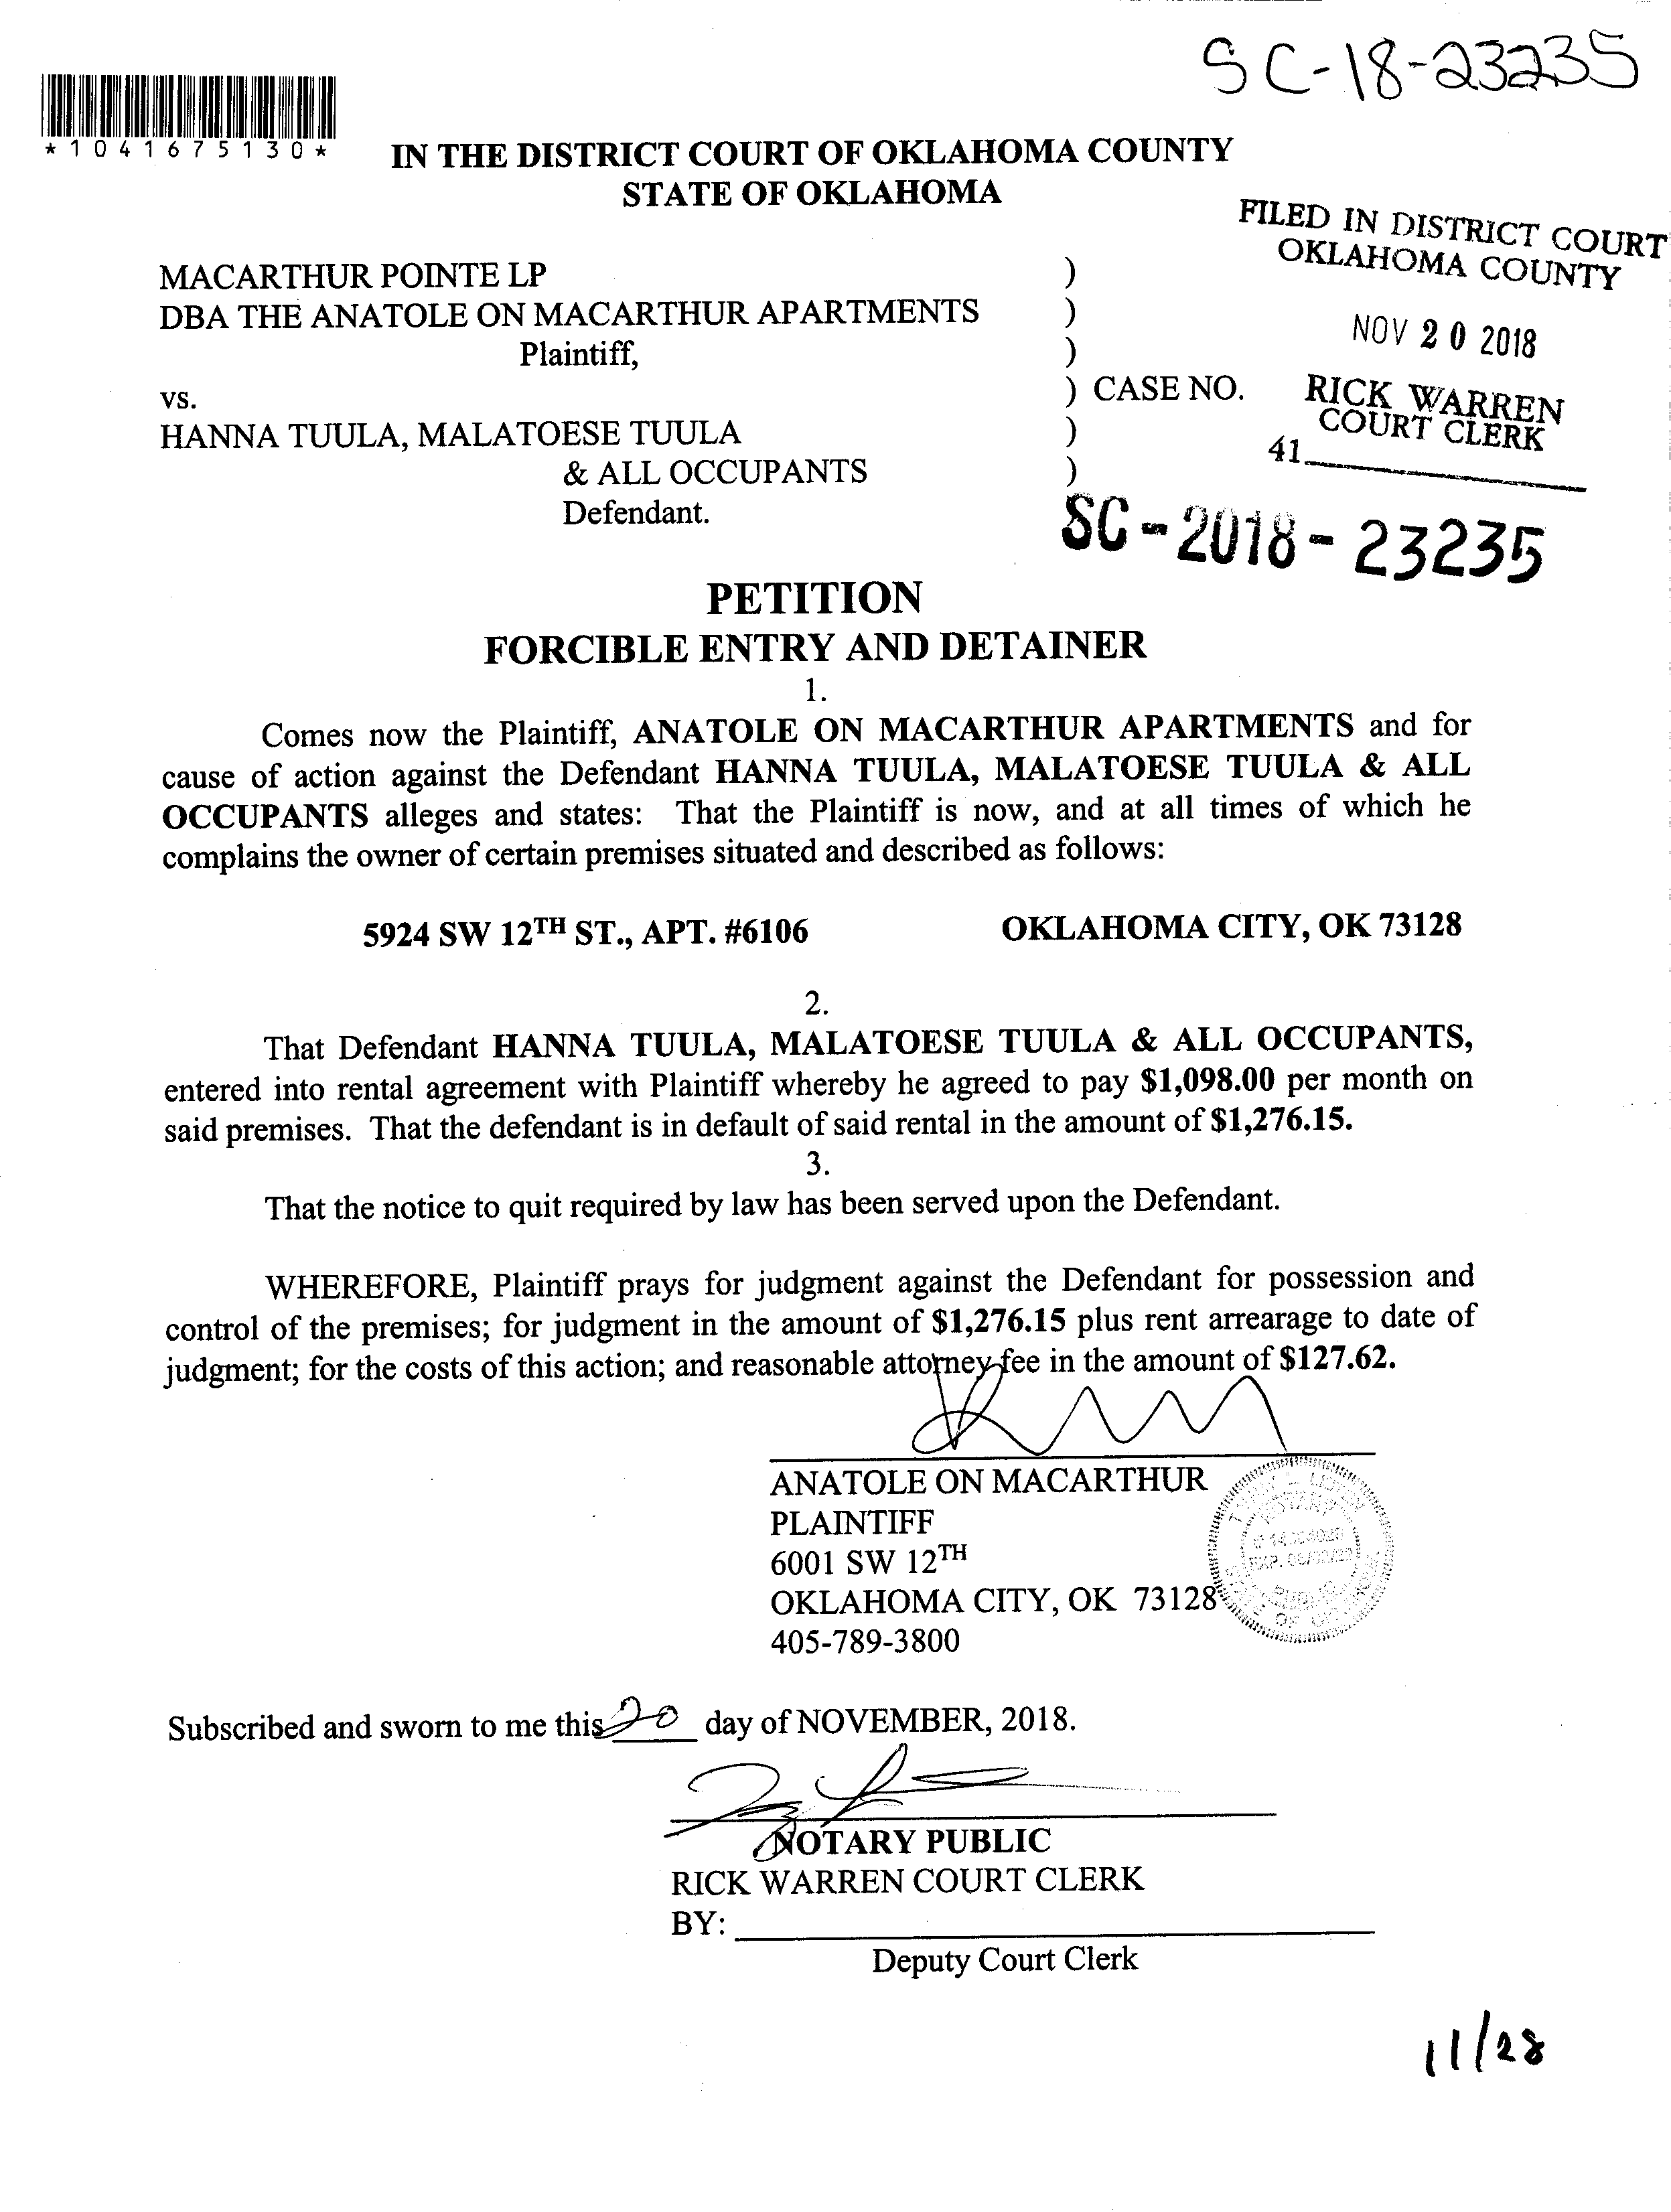 SC-18-23235
*1041675130*
IN THE DISTRICT COURT OF OKLAHOMA COUNTY
STATE OF OKLAHOMA
FILED IN DISTRICT COURT
OKLAHOMA COUNTY
NOV 20 2018
RICK WARREN
COURT CLERK
41
MACARTHUR POINTE LP )
DBA THE ANATOLE ON MACARTHUR APARTMENTS )
Plaintiff, )
vs. ) CASE NO.
HANNA TUULA, MALATOESE TUULA )
& ALL OCCUPANTS )
Defendant.
SC-2018-23235
PETITION
FORCIBLE ENTRY AND DETAINER
1.
Comes now the Plaintiff, ANATOLE ON MACARTHUR APARTMENTS and for
cause of action against the Defendant HANNA TUULA, MALATOESE TUULA & ALL
OCCUPANTS alleges and states: That the Plaintiff is now, and at all times of which he
complains the owner of certain premises situated and described as follows:
5924 SW 12TH ST., APT. #6106 OKLAHOMA CITY, OK 73128
2.
That Defendant HANNA TUULA, MALATOESE TUULA & ALL OCCUPANTS,
entered into rental agreement with Plaintiff whereby he agreed to pay $1,098.00 per month on
said premises. That the defendant is in default of said rental in the amount of $1,276.15.
3.
That the notice to quit required by law has been served upon the Defendant.
WHEREFORE, Plaintiff prays for judgment against the Defendant for possession and
control of the premises; for judgment in the amount of $1,276.15 plus rent arrearage to date of
judgment; for the costs of this action; and reasonable attorney fee in the amount of $127.62.
ANATOLE ON MACARTHUR
PLAINTIFF
6001 SW 12TH
OKLAHOMA CITY, OK 73128
405-789-3800
NOTARY
PUBLIC
Subscribed and sworn to me this 20 day of NOVEMBER, 2018.
NOTARY PUBLIC
RICK WARREN COURT CLERK
BY:
Deputy Court Clerk
11/28